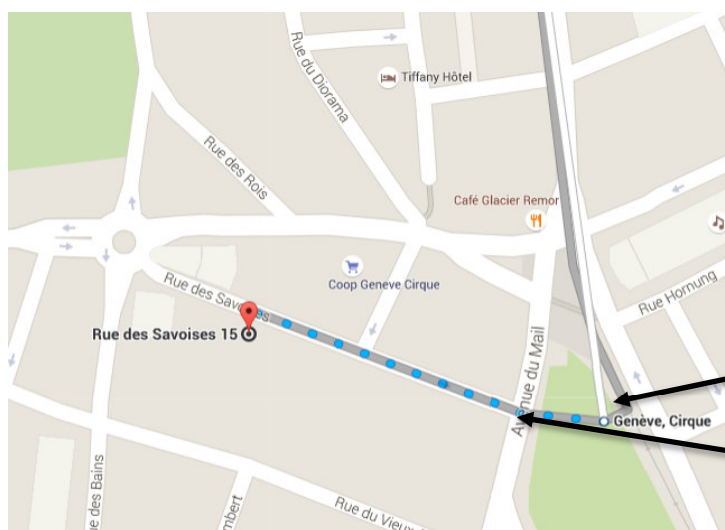 Rue du Diorama
Tiffany Hôtel
Rue des Rois
Café Glacier Remor
Coop Geneve Cirque
Rue des Savoises
Rue Hornung
Rue des Savoises 15
Avenue du Mail
Genève, Cirque
des Bains
Rue du Vieux